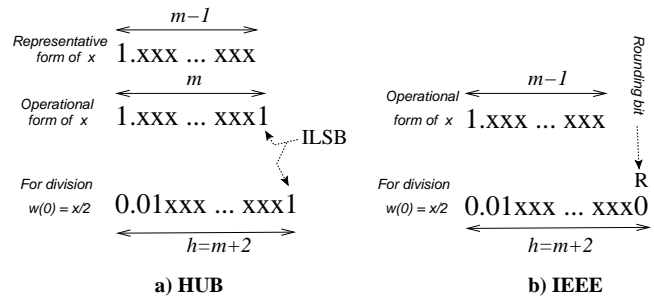 m−1
Representative
form of x
1.xxx ... xxx
m
Operational
form of x
1.xxx ... xxx1
ILSB
For division
w(0) = x/2
0.01xxx ... xxx1
h=m+2
a) HUB
Rounding bit
m−1
Operational
form of x
1.xxx ... xxx
R
For division
w(0) = x/2
0.01xxx ... xxx0
h=m+2
b) IEEE